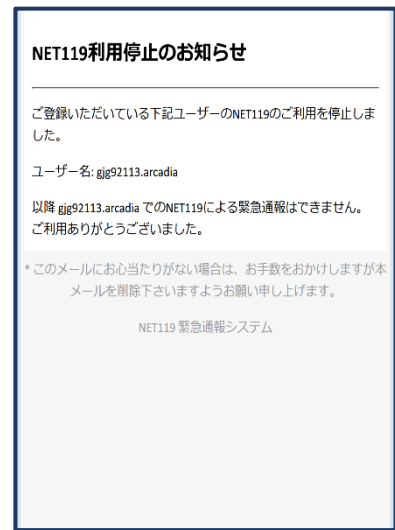 NET119利用停止のお知らせ
ご登録いただいている下記ユーザーのNET119のご利用を停止しま
した。
ユーザー名: gjg92113.arcadia
以降 gjg92113.arcadia でのNET119による緊急通報はできません。
ご利用ありがとうございました。
* このメールにお心当たりがない場合は、お手数をおかけしますが本
メールを削除下さいますようお願い申し上げます。
NET119 緊急通報システム